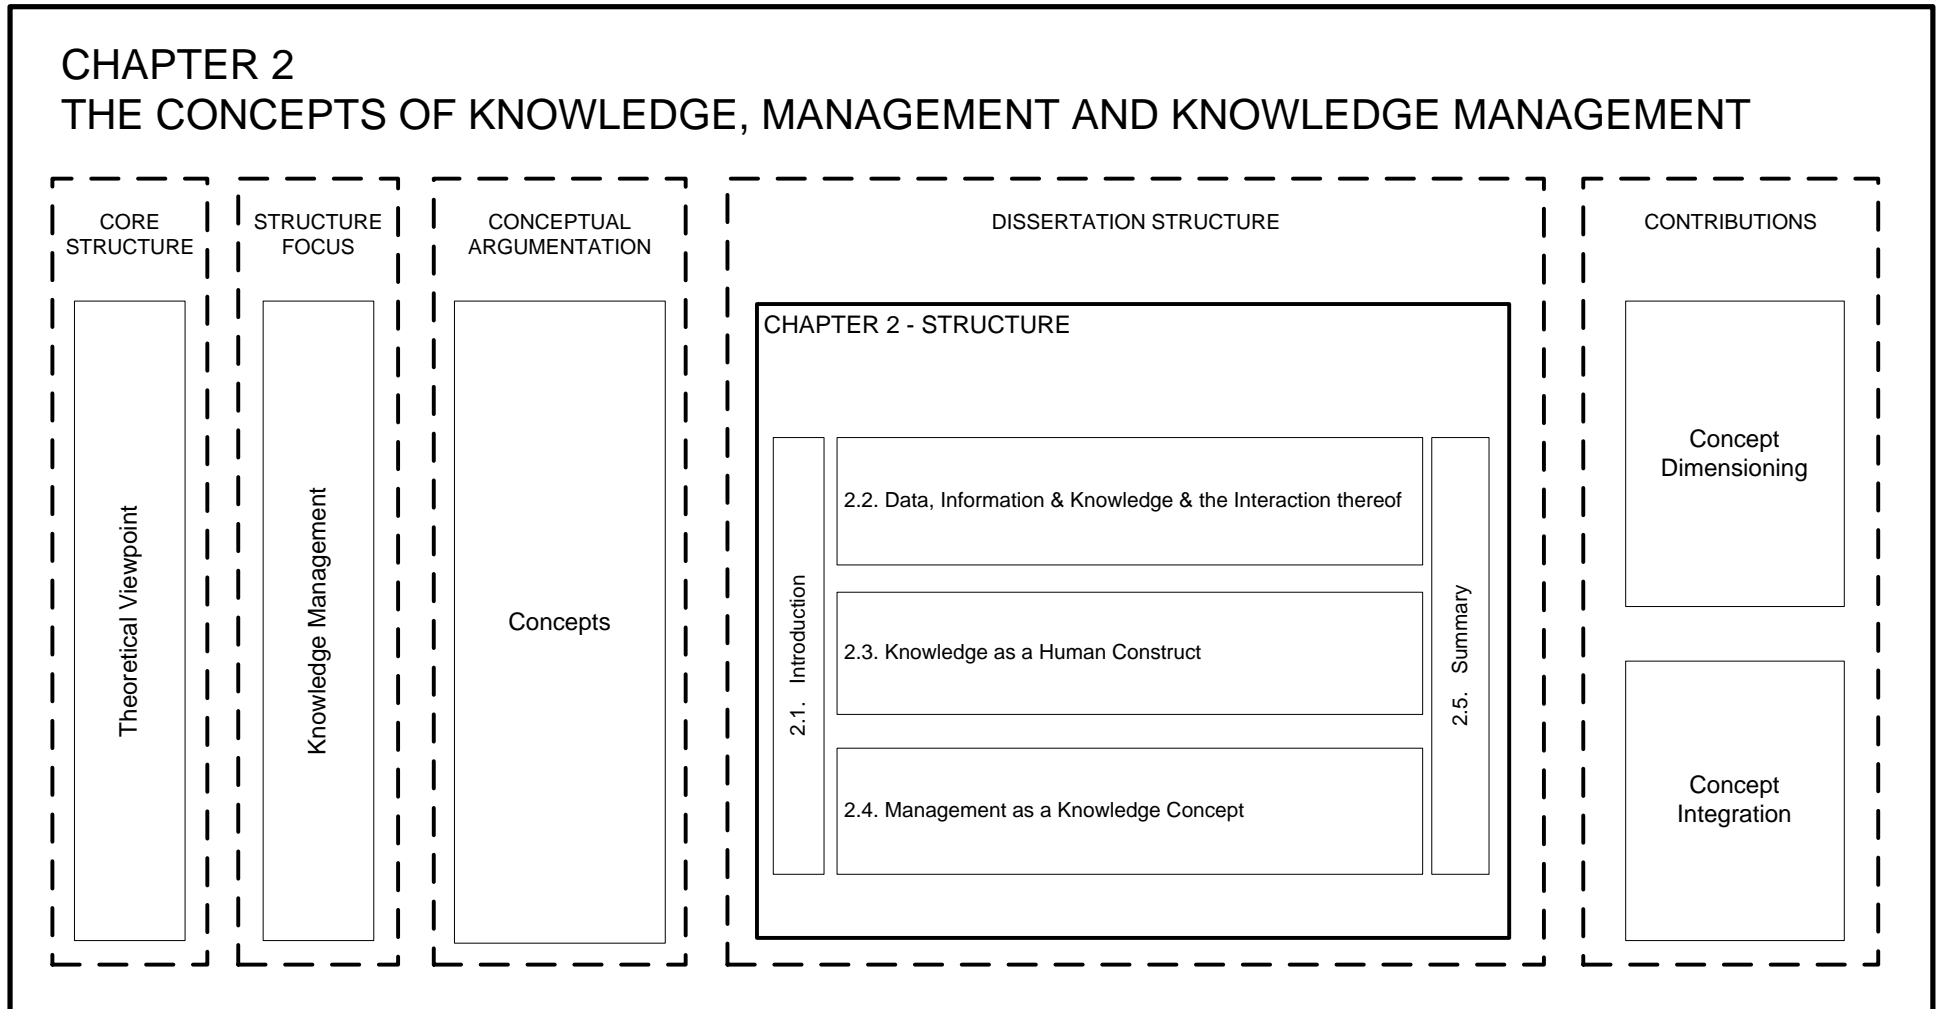 CHAPTER 2
THE CONCEPTS OF KNOWLEDGE, MANAGEMENT AND KNOWLEDGE MANAGEMENT
CORE
STRUCTURE
Theoretical Viewpoint
STRUCTURE
FOCUS
Knowledge Management
CONCEPTUAL
ARGUMENTATION
Concepts
DISSERTATION STRUCTURE
CHAPTER 2 - STRUCTURE
2.1. Introduction
2.2. Data, Information & Knowledge & the Interaction thereof
2.3. Knowledge as a Human Construct
2.4. Management as a Knowledge Concept
2.5. Summary
CONTRIBUTIONS
Concept
Dimensioning
Concept
Integration